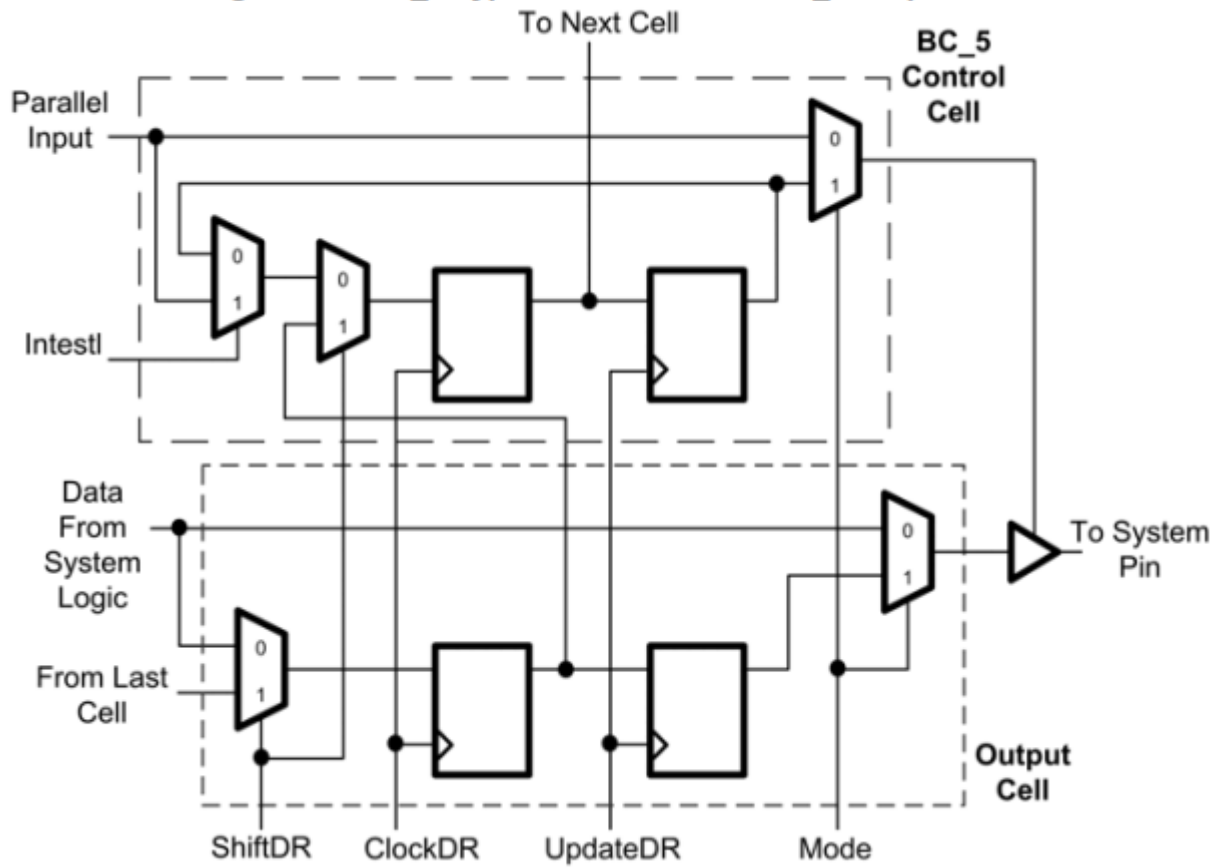 To Next Cell
BC_5
Control
Cell
Parallel
Input
0
1
0
1
0
1
Intestl
Data
From
System
Logic
0
1
To System
Pin
0
1
From Last
Cell
Output
Cell
ShiftDR
ClockDR
UpdateDR
Mode